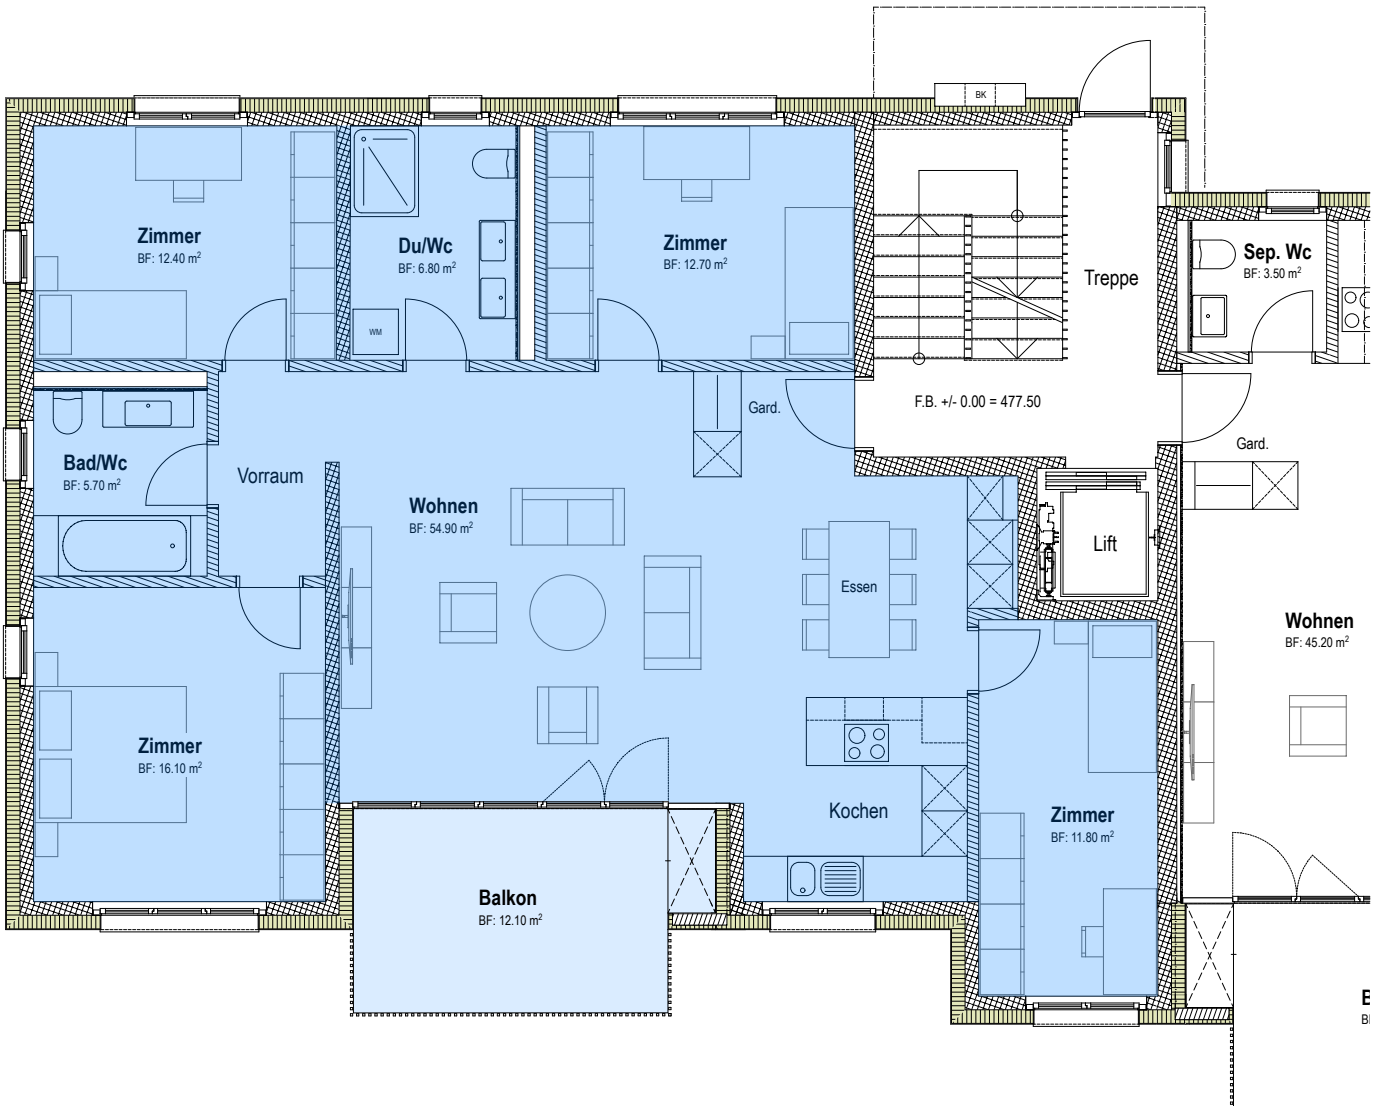 BK
Zimmer
BF: 12.40 m²
Du/Wc
BF: 6.80 m²
WM
Zimmer
BF: 12.70 m²
Treppe
Sep. Wc
BF: 3.50 m²
Gard.
F.B. +/- 0.00 = 477.50
Gard.
Bad/Wc
BF: 5.70 m²
Vorraum
Wohnen
BF: 54.90 m²
Lift
Essen
Wohnen
BF: 45.20 m²
Zimmer
BF: 16.10 m²
Kochen
Zimmer
BF: 11.80 m²
Balkon
BF: 12.10 m²